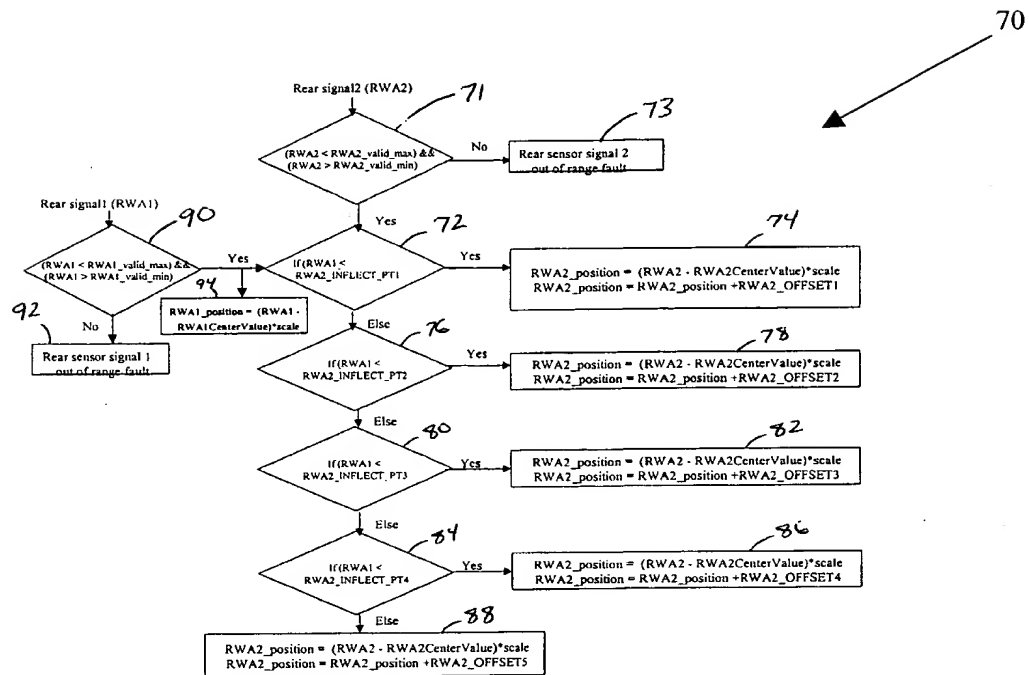 70
Rear signal2 (RWA2)
71
(RWA2 < RWA2_valid_max) &&
(RWA2 > RWA2_valid_min)
No
73
Rear sensor signal 2
out of range fault
Yes
Rear signal1 (RWA1)
90
(RWA1 < RWA1_valid_max) &&
(RWA1 > RWA1_valid_min)
Yes
94
RWA1_position = (RWA1 -
RWA1CenterValue)*scale
No
92
Rear sensor signal 1
out of range fault
72
If (RWA1 <
RWA2_INFLECT_PT1
Yes
74
RWA2_position = (RWA2 - RWA2CenterValue)*scale
RWA2_position = RWA2_position +RWA2_OFFSET1
Else
76
If (RWA1 <
RWA2_INFLECT_PT2
Yes
78
RWA2_position = (RWA2 - RWA2CenterValue)*scale
RWA2_position = RWA2_position +RWA2_OFFSET2
Else
80
If (RWA1 <
RWA2_INFLECT_PT3
Yes
82
RWA2_position = (RWA2 - RWA2CenterValue)*scale
RWA2_position = RWA2_position +RWA2_OFFSET3
Else
84
If (RWA1 <
RWA2_INFLECT_PT4
Yes
86
RWA2_position = (RWA2 - RWA2CenterValue)*scale
RWA2_position = RWA2_position +RWA2_OFFSET4
Else
88
RWA2_position = (RWA2 - RWA2CenterValue)*scale
RWA2_position = RWA2_position +RWA2_OFFSET5